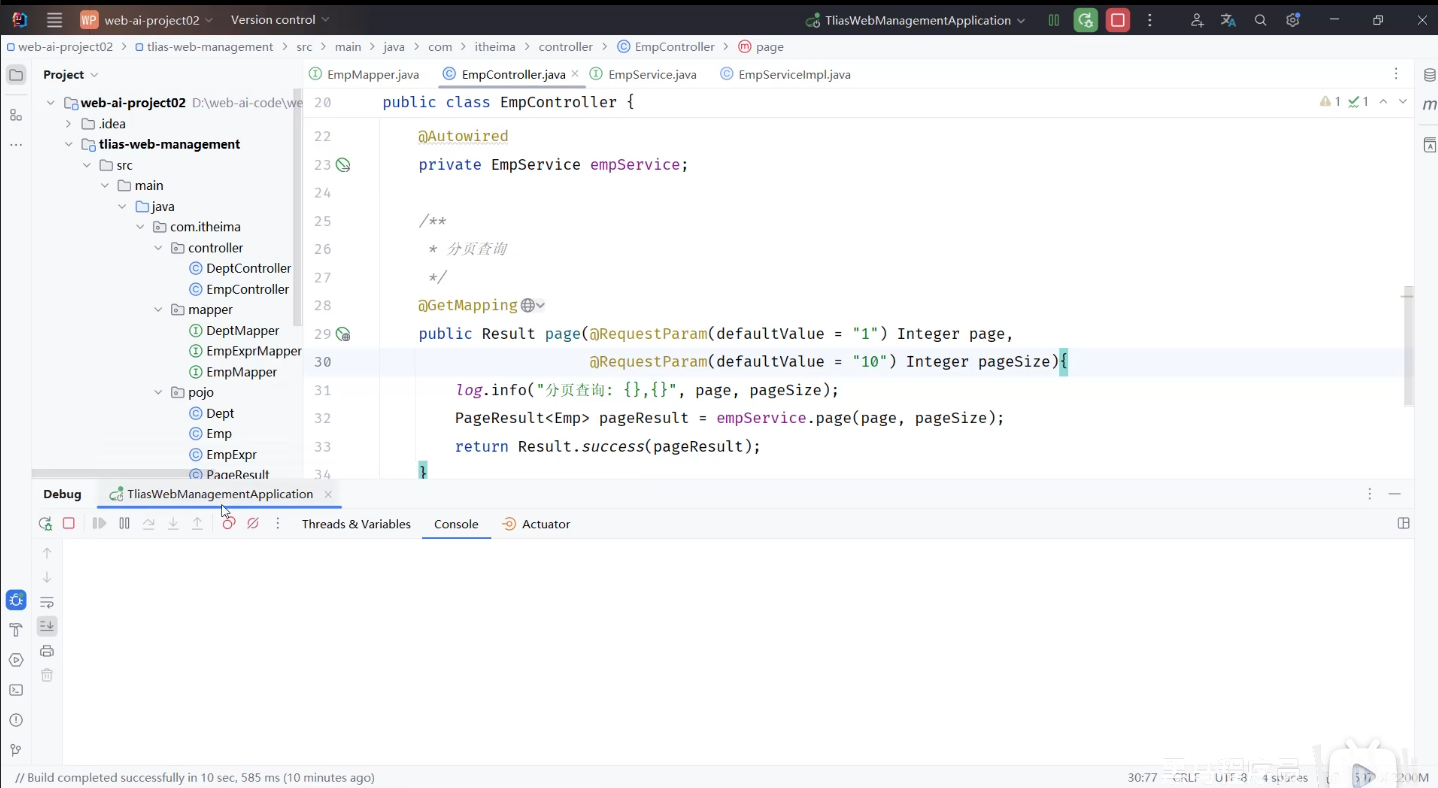 WP web-ai-project02 Version control TliasWebManagementApplication
web-ai-project02 tlias-web-management src main java com itheima controller EmpController page
Project
EmpMapper.java EmpController.java EmpService.java EmpServiceImpl.java
web-ai-project02 D:\web-ai-code\we
.idea
tlias-web-management
src
main
java
com.itheima
controller
DeptController
EmpController
mapper
DeptMapper
EmpExprMapper
EmpMapper
pojo
Dept
Emp
EmpExpr
PageResult
20 public class EmpController {
1 1
22 @Autowired
23 private EmpService empService;
24
25 /**
26 * 分页查询
27 */
28 @GetMapping
29 public Result page(@RequestParam(defaultValue = "1") Integer page,
30 @RequestParam(defaultValue = "10") Integer pageSize){
31 log.info("分页查询: {},{}", page, pageSize);
32 PageResult<Emp> pageResult = empService.page(page, pageSize);
33 return Result.success(pageResult);
34 }
Debug TliasWebManagementApplication
Threads & Variables Console Actuator
// Build completed successfully in 10 sec, 585 ms (10 minutes ago)
30:77 CRLF UTF-8 4 spaces